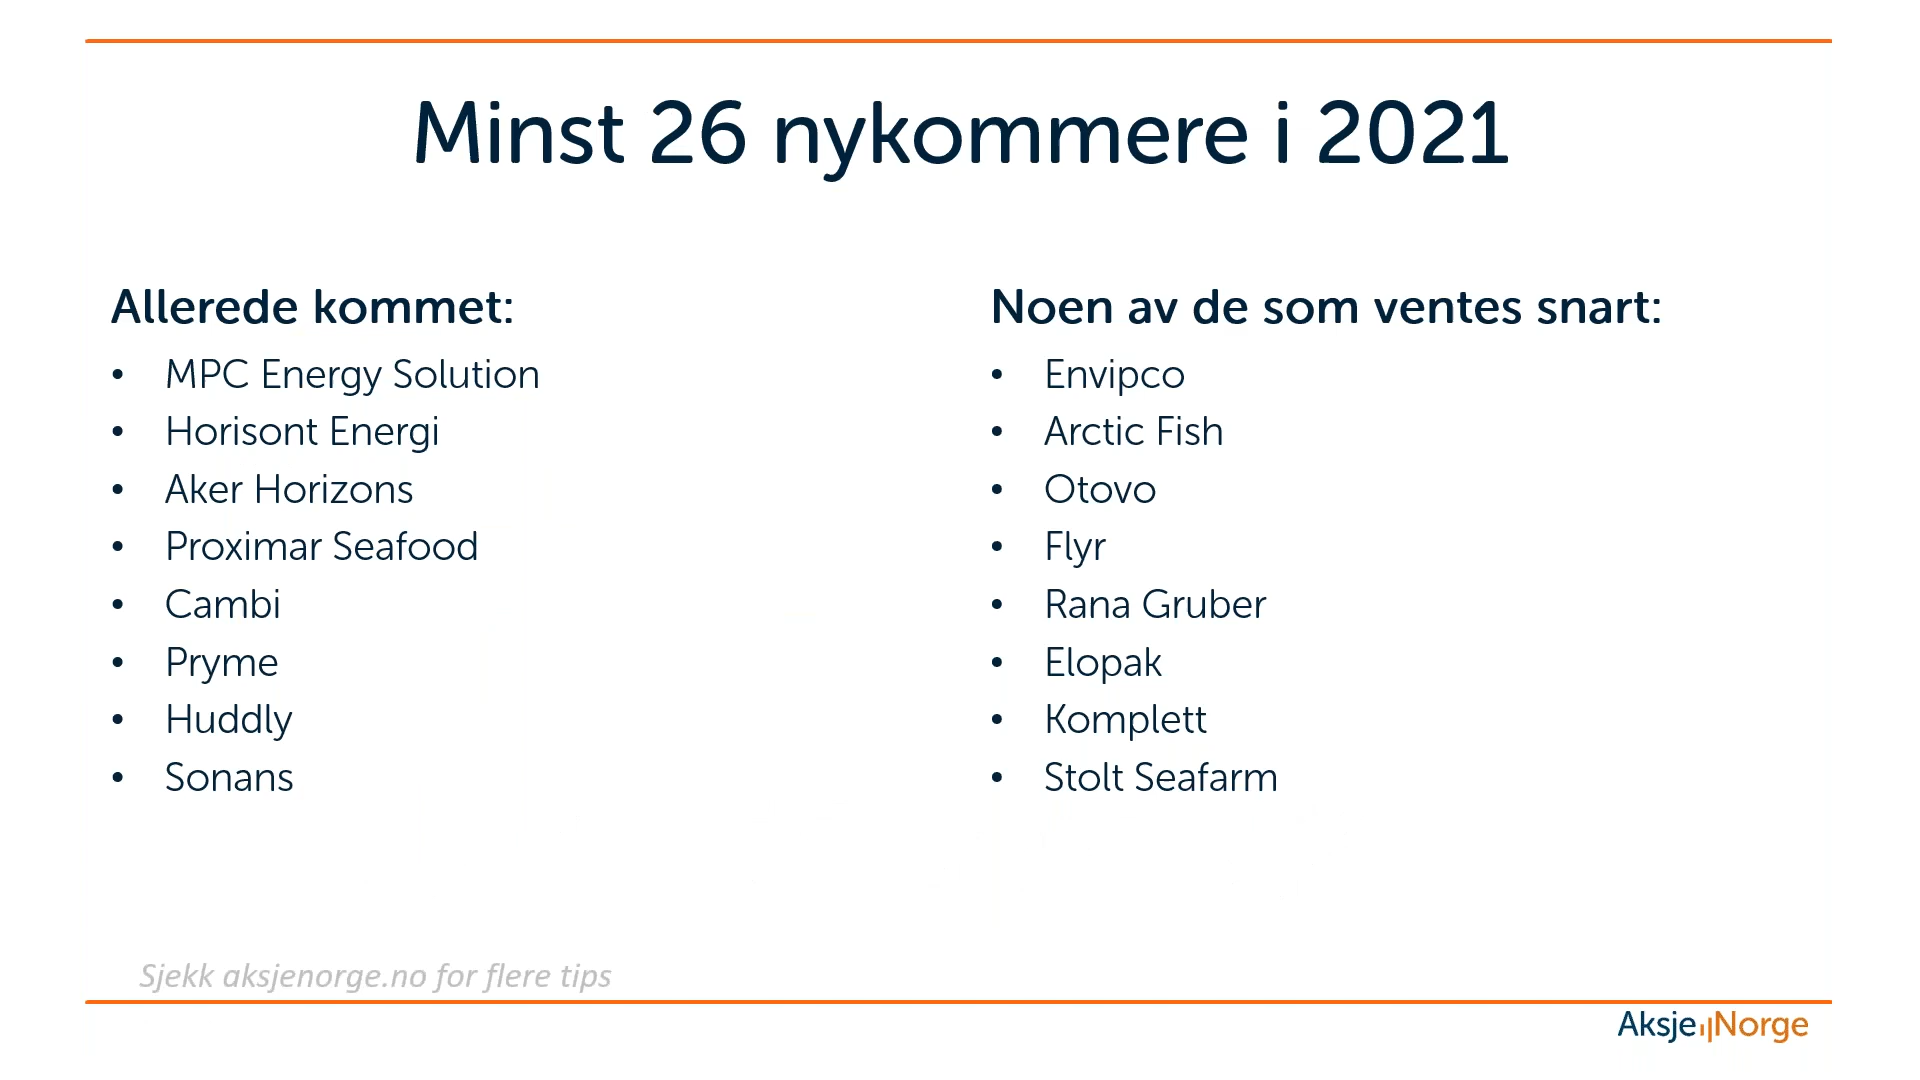 Minst 26 nykommere i 2021
Allerede kommet:
• MPC Energy Solution
• Horisont Energi
• Aker Horizons
• Proximar Seafood
• Cambi
• Pryme
• Huddly
• Sonans
Noen av de som ventes snart:
• Envipco
• Arctic Fish
• Otovo
• Flyr
• Rana Gruber
• Elopak
• Komplett
• Stolt Seafarm
Sjekk aksjenorge.no for flere tips
AksjeNorge